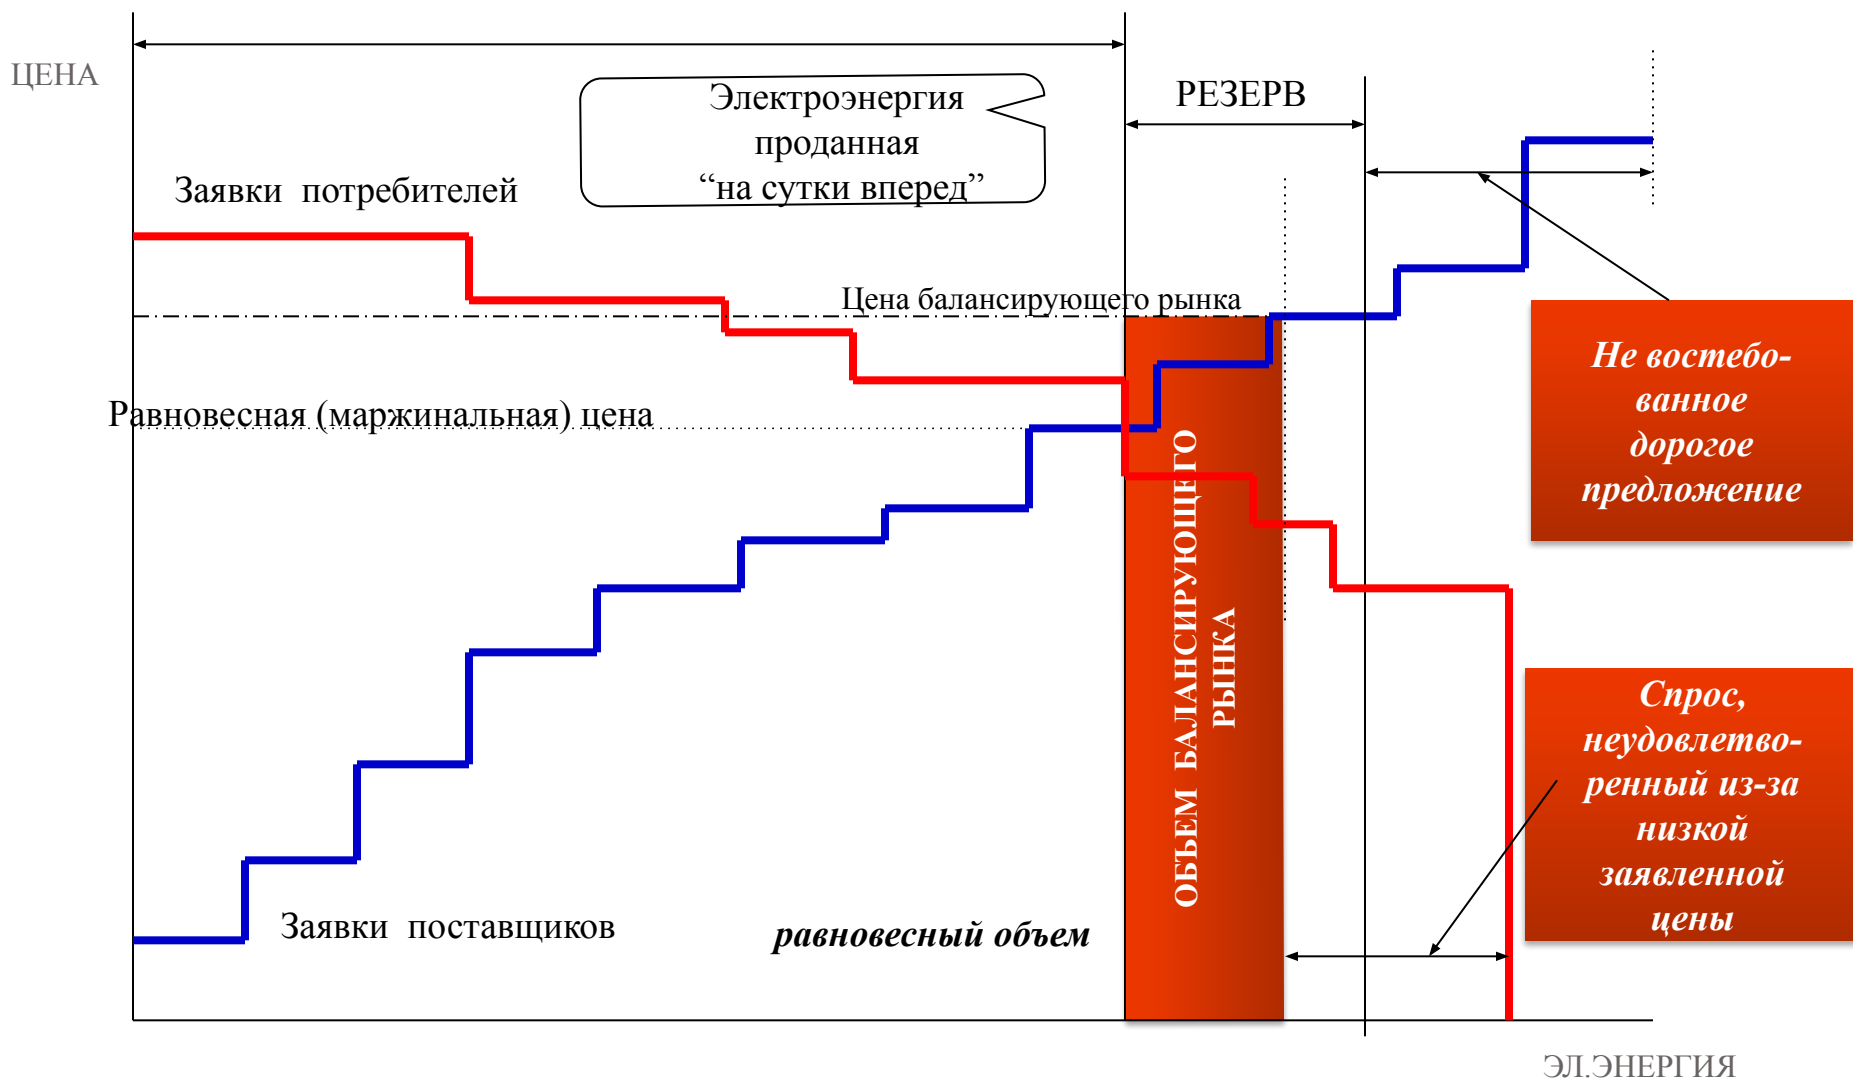 ЦЕНА
Электроэнергия
проданная
“на сутки вперед”
РЕЗЕРВ
Заявки потребителей
Цена балансирующего рынка
Не востебо-
ванное
дорогое
предложение
Равновесная (маржинальная) цена
ОБЪЕМ БАЛАНСИРУЮЩЕГО
РЫНКА
Спрос,
неудовлетво-
ренный из-за
низкой
заявленной
цены
Заявки поставщиков
равновесный объем
ЭЛ.ЭНЕРГИЯ